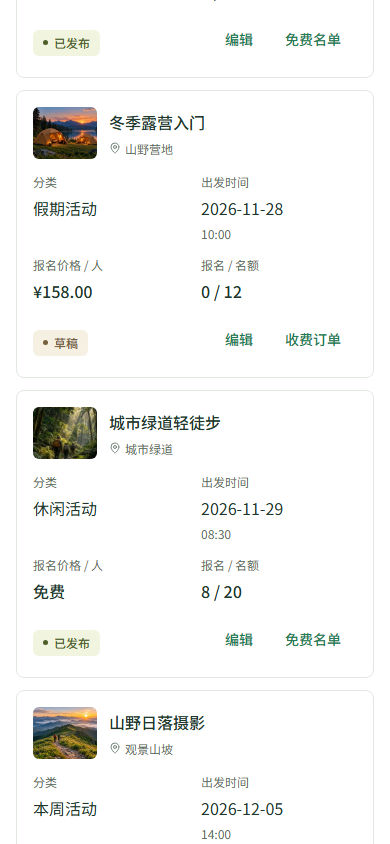 已发布
编辑
免费名单
冬季露营入门
山野营地
分类
出发时间
假期活动
2026-11-28
10:00
报名价格 / 人
报名 / 名额
¥158.00
0 / 12
草稿
编辑
收费订单
城市绿道轻徒步
城市绿道
分类
出发时间
休闲活动
2026-11-29
08:30
报名价格 / 人
报名 / 名额
免费
8 / 20
已发布
编辑
免费名单
山野日落摄影
观景山坡
分类
出发时间
本周活动
2026-12-05
14:00